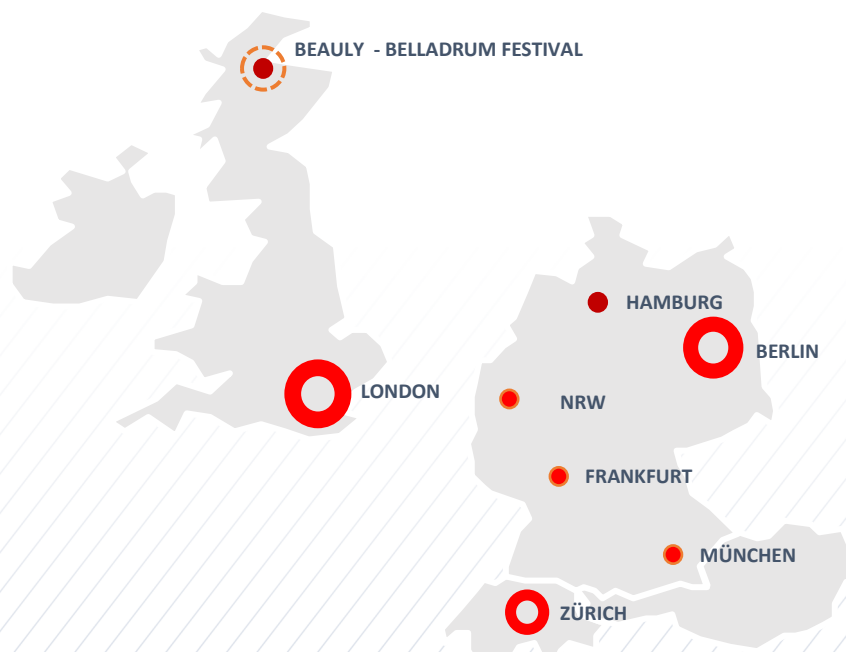 BEAULY - BELLADRUM FESTIVAL
HAMBURG
BERLIN
LONDON
NRW
FRANKFURT
MÜNCHEN
ZÜRICH